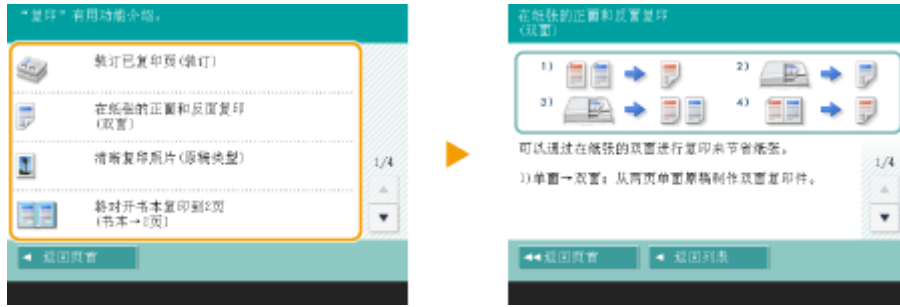 “复印”有用功能介绍。
装订已复印页(装订)
在纸张的正面和反面复印
(双面)
清晰复印照片(原稿类型)
将对开书本复印到2页
(书本→2页)
1/4
返回页首
在纸张的正面和反面复印
(双面)
1)
2)
3)
4)
可以通过在纸张的双面进行复印来节省纸张。
1)单面→双面：从两页单面原稿制作双面复印件。
1/4
返回页首
返回列表